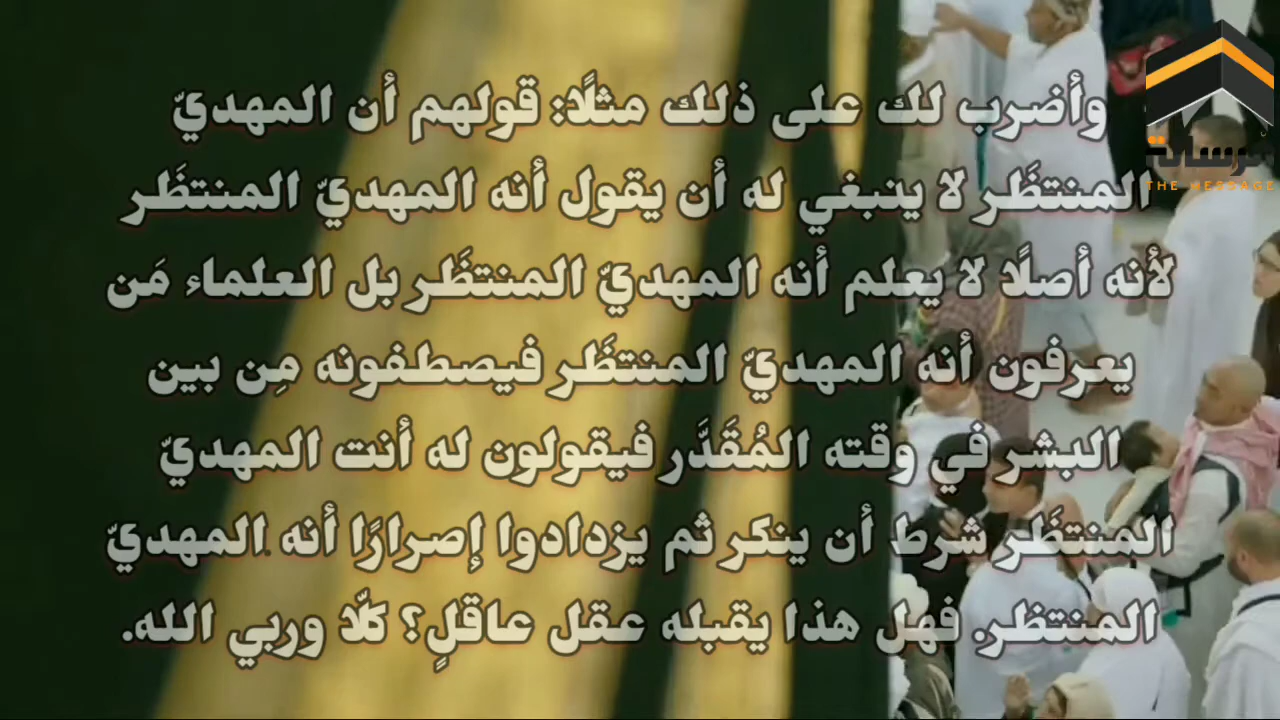 وأضرب لك على ذلك مثلًا: قولهم أن المهديّ
المنتظَر لا ينبغي له أن يقول أنه المهديّ المنتظَر
لأنه أصلًا لا يعلم أنه المهديّ المنتظَر بل العلماء مَن
يعرفون أنه المهديّ المنتظَر فيصطفونه مِن بين
البشر في وقته المُقَدَّر فيقولون له أنت المهديّ
المنتظَر شرط أن ينكر ثم يزدادوا إصرارًا أنه المهديّ
المنتظر. فهل هذا يقبله عقل عاقلٍ؟ كلّا وربي الله.
الرسالة
THE MESSAGE